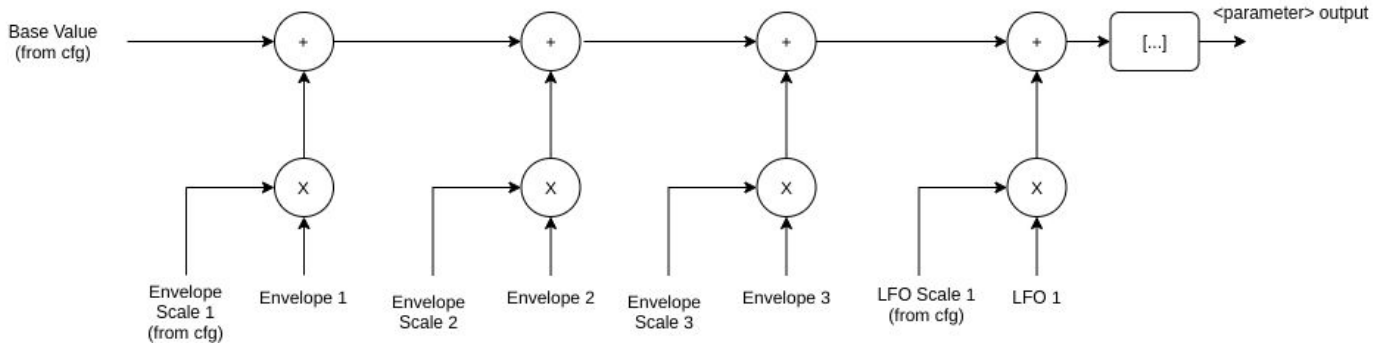 <parameter> output
Base Value
(from cfg)
+
+
+
+
[...]
X
X
X
X
Envelope
Scale 1
(from cfg)
Envelope 1
Envelope
Scale 2
Envelope 2
Envelope
Scale 3
Envelope 3
LFO Scale 1
(from cfg)
LFO 1